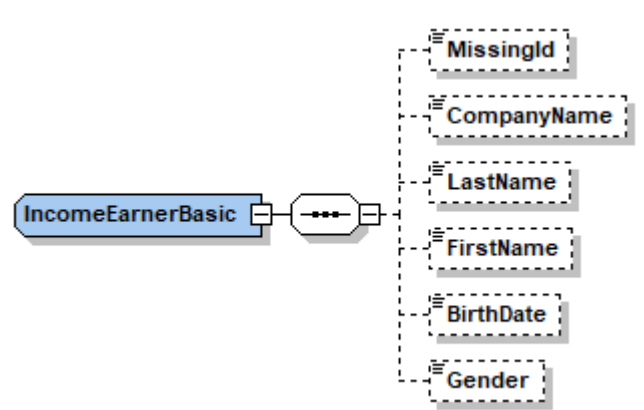 MissingId
CompanyName
LastName
IncomeEarnerBasic
FirstName
BirthDate
Gender